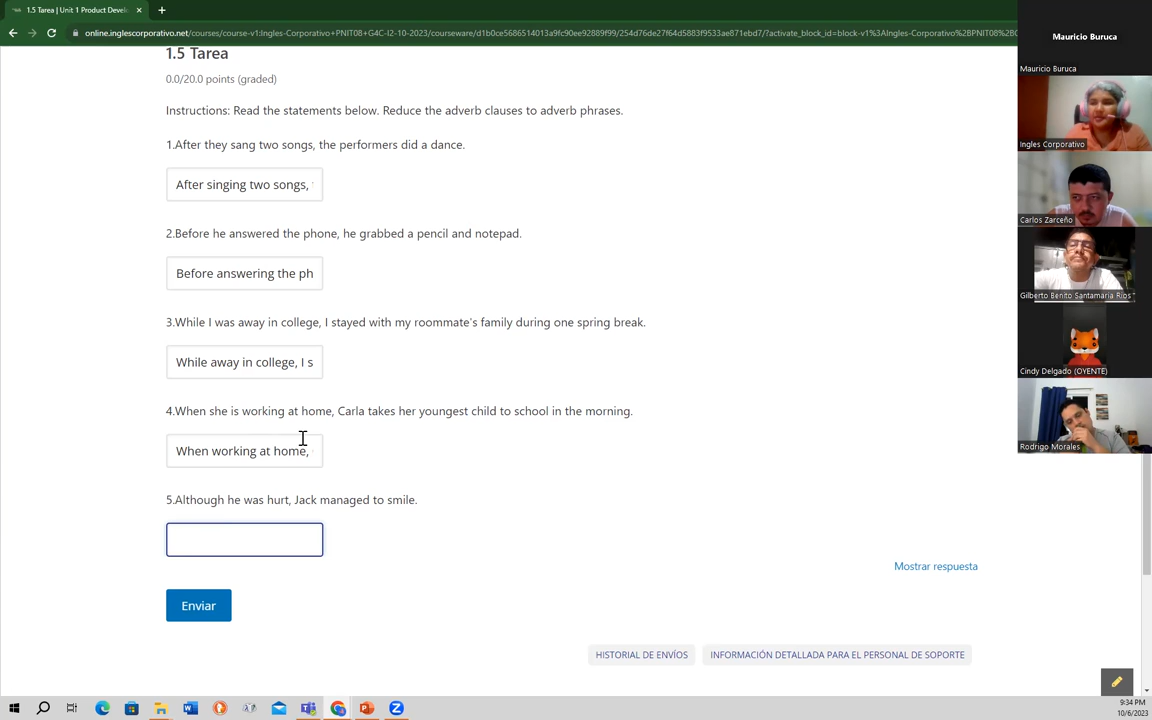 1.5 Tarea | Unit 1 Product Devel
online.inglescorporativo.net/courses/course-v1:Ingles-Corporativo+PNIT08+G4C-I2-10-2023/courseware/d1b0ce5686514013a9fc90ee92889f99/254d76de27f64d5883f9533ae871ebd7/?activate_block_id=block-v1%3AIngles-Corporativo%2BPNIT08%2BG
1.5 Tarea
0.0/20.0 points (graded)
Instructions: Read the statements below. Reduce the adverb clauses to adverb phrases.
1.After they sang two songs, the performers did a dance.
After singing two songs,
2.Before he answered the phone, he grabbed a pencil and notepad.
Before answering the ph
3.While I was away in college, I stayed with my roommate's family during one spring break.
While away in college, I s
4.When she is working at home, Carla takes her youngest child to school in the morning.
When working at home,
5.Although he was hurt, Jack managed to smile.
Mostrar respuesta
Enviar
HISTORIAL DE ENVÍOS
INFORMACIÓN DETALLADA PARA EL PERSONAL DE SOPORTE
Mauricio Buruca
Mauricio Buruca
Ingles Corporativo
Carlos Zarceño
Gilberto Benito Santamaría Rios
Cindy Delgado (OYENTE)
Rodrigo Morales
9:34 PM
10/6/2023